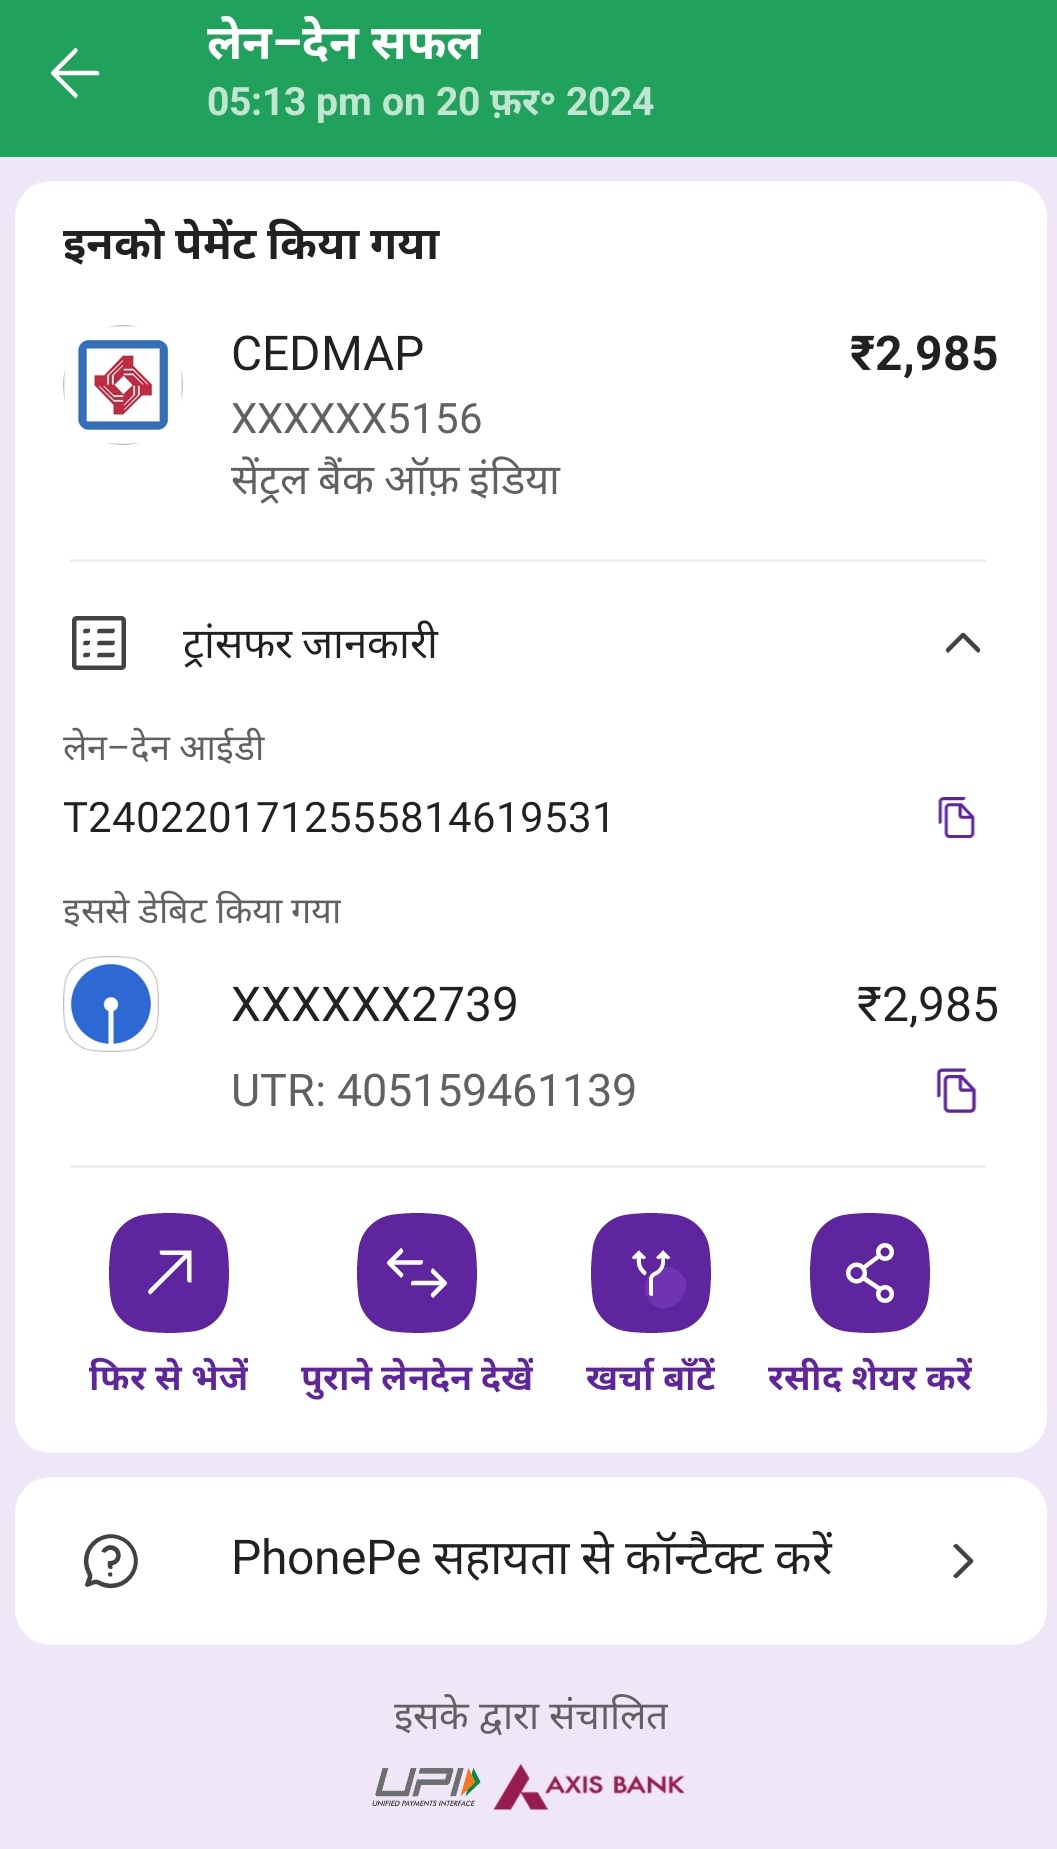 लेन–देन सफल
05:13 pm on 20 फ़र॰ 2024
इनको पेमेंट किया गया
CEDMAP ₹2,985
XXXXXX5156
सेंट्रल बैंक ऑफ़ इंडिया
ट्रांसफर जानकारी
लेन–देन आईडी
T2402201712555814619531
इससे डेबिट किया गया
XXXXXX2739 ₹2,985
UTR: 405159461139
फिर से भेजें पुराने लेनदेन देखें खर्चा बाँटें रसीद शेयर करें
PhonePe सहायता से कॉन्टैक्ट करें
इसके द्वारा संचालित
UPI AXIS BANK
UNIFIED PAYMENTS INTERFACE